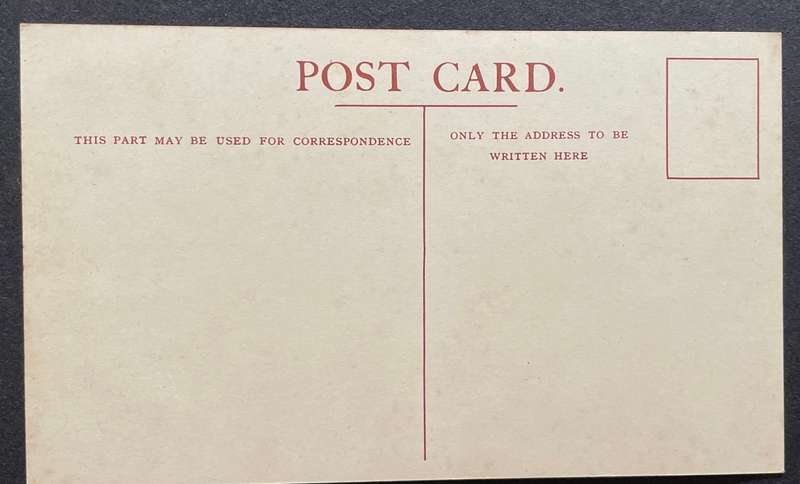 POST CARD.
THIS PART MAY BE USED FOR CORRESPONDENCE
ONLY THE ADDRESS TO BE
WRITTEN HERE